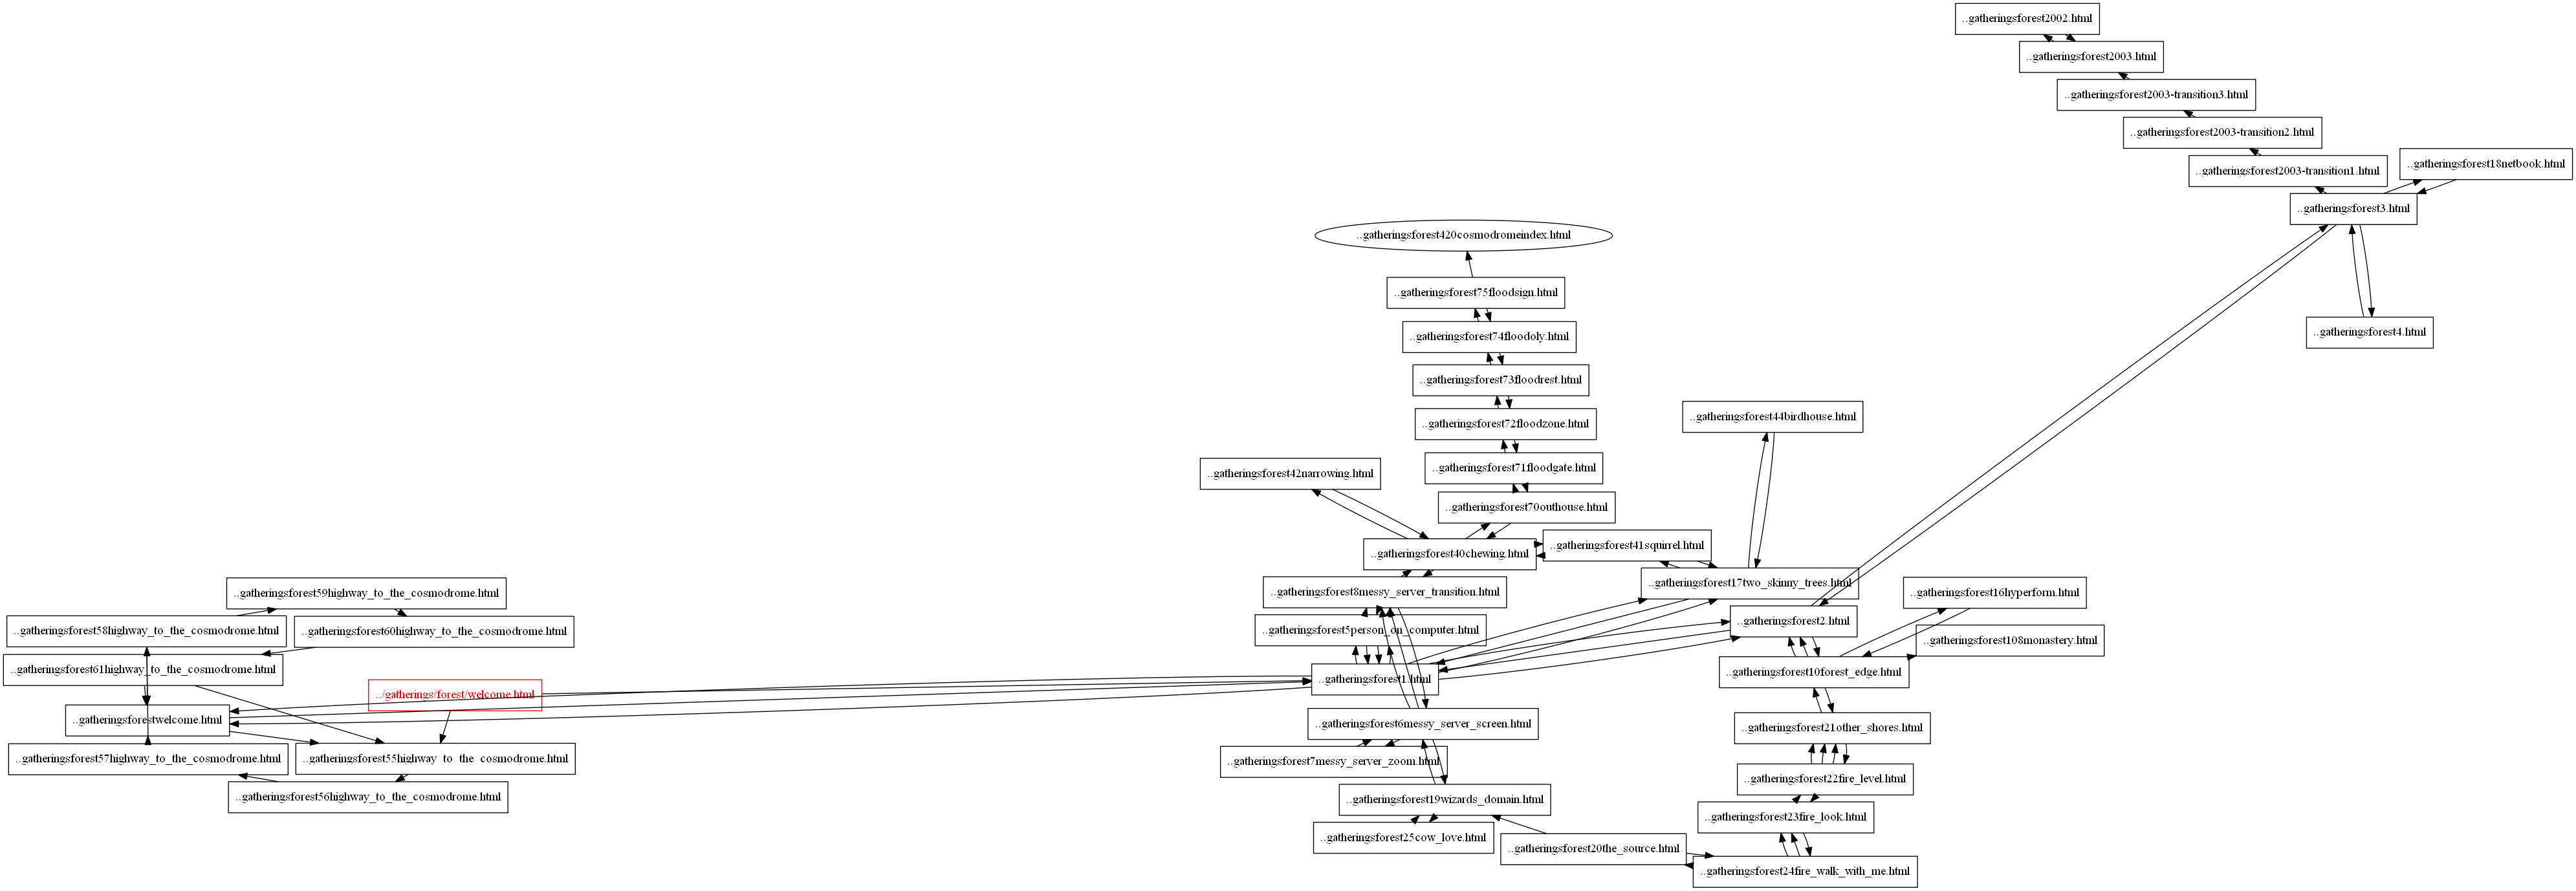 ..gatheringsforest2002.html
..gatheringsforest2003.html
..gatheringsforest2003-transition3.html
..gatheringsforest2003-transition2.html
..gatheringsforest18netbook.html
..gatheringsforest2003-transition1.html
..gatheringsforest3.html
..gatheringsforest420cosmodromeindex.html
..gatheringsforest75floodsign.html
..gatheringsforest4.html
..gatheringsforest74floodoly.html
..gatheringsforest73floodrest.html
..gatheringsforest44birdhouse.html
..gatheringsforest72floodzone.html
..gatheringsforest71floodgate.html
..gatheringsforest42narrowing.html
..gatheringsforest70outhouse.html
..gatheringsforest41squirrel.html
..gatheringsforest40chewing.html
..gatheringsforest17two_skinny_trees.html
..gatheringsforest8messy_server_transition.html
..gatheringsforest16hyperform.html
..gatheringsforest59highway_to_the_cosmodrome.html
..gatheringsforest2.html
..gatheringsforest58highway_to_the_cosmodrome.html
..gatheringsforest60highway_to_the_cosmodrome.html
..gatheringsforest5person_on_computer.html
..gatheringsforest108monastery.html
..gatheringsforest61highway_to_the_cosmodrome.html
..gatheringsforest10forest_edge.html
..gatheringsforest1.html
../gatherings/forest/welcome.html
..gatheringsforestwelcome.html
..gatheringsforest6messy_server_screen.html
..gatheringsforest21other_shores.html
..gatheringsforest57highway_to_the_cosmodrome.html
..gatheringsforest55highway_to_the_cosmodrome.html
..gatheringsforest7messy_server_zoom.html
..gatheringsforest22fire_level.html
..gatheringsforest56highway_to_the_cosmodrome.html
..gatheringsforest19wizards_domain.html
..gatheringsforest23fire_look.html
..gatheringsforest25cow_love.html
..gatheringsforest20the_source.html
..gatheringsforest24fire_walk_with_me.html